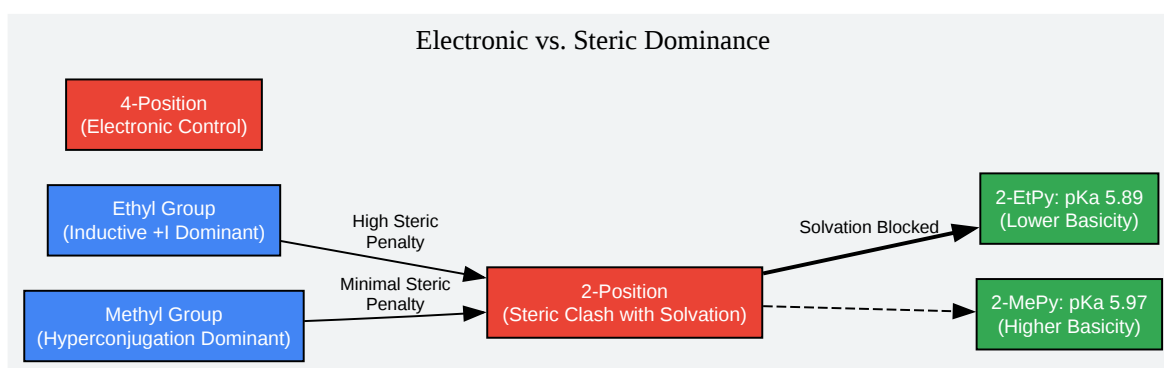 Electronic vs. Steric Dominance
4-Position
(Electronic Control)
Ethyl Group
(Inductive +I Dominant)
Methyl Group
(Hyperconjugation Dominant)
High Steric
Penalty
Minimal Steric
Penalty
2-Position
(Steric Clash with Solvation)
Solvation Blocked
2-EtPy: pKa 5.89
(Lower Basicity)
2-MePy: pKa 5.97
(Higher Basicity)